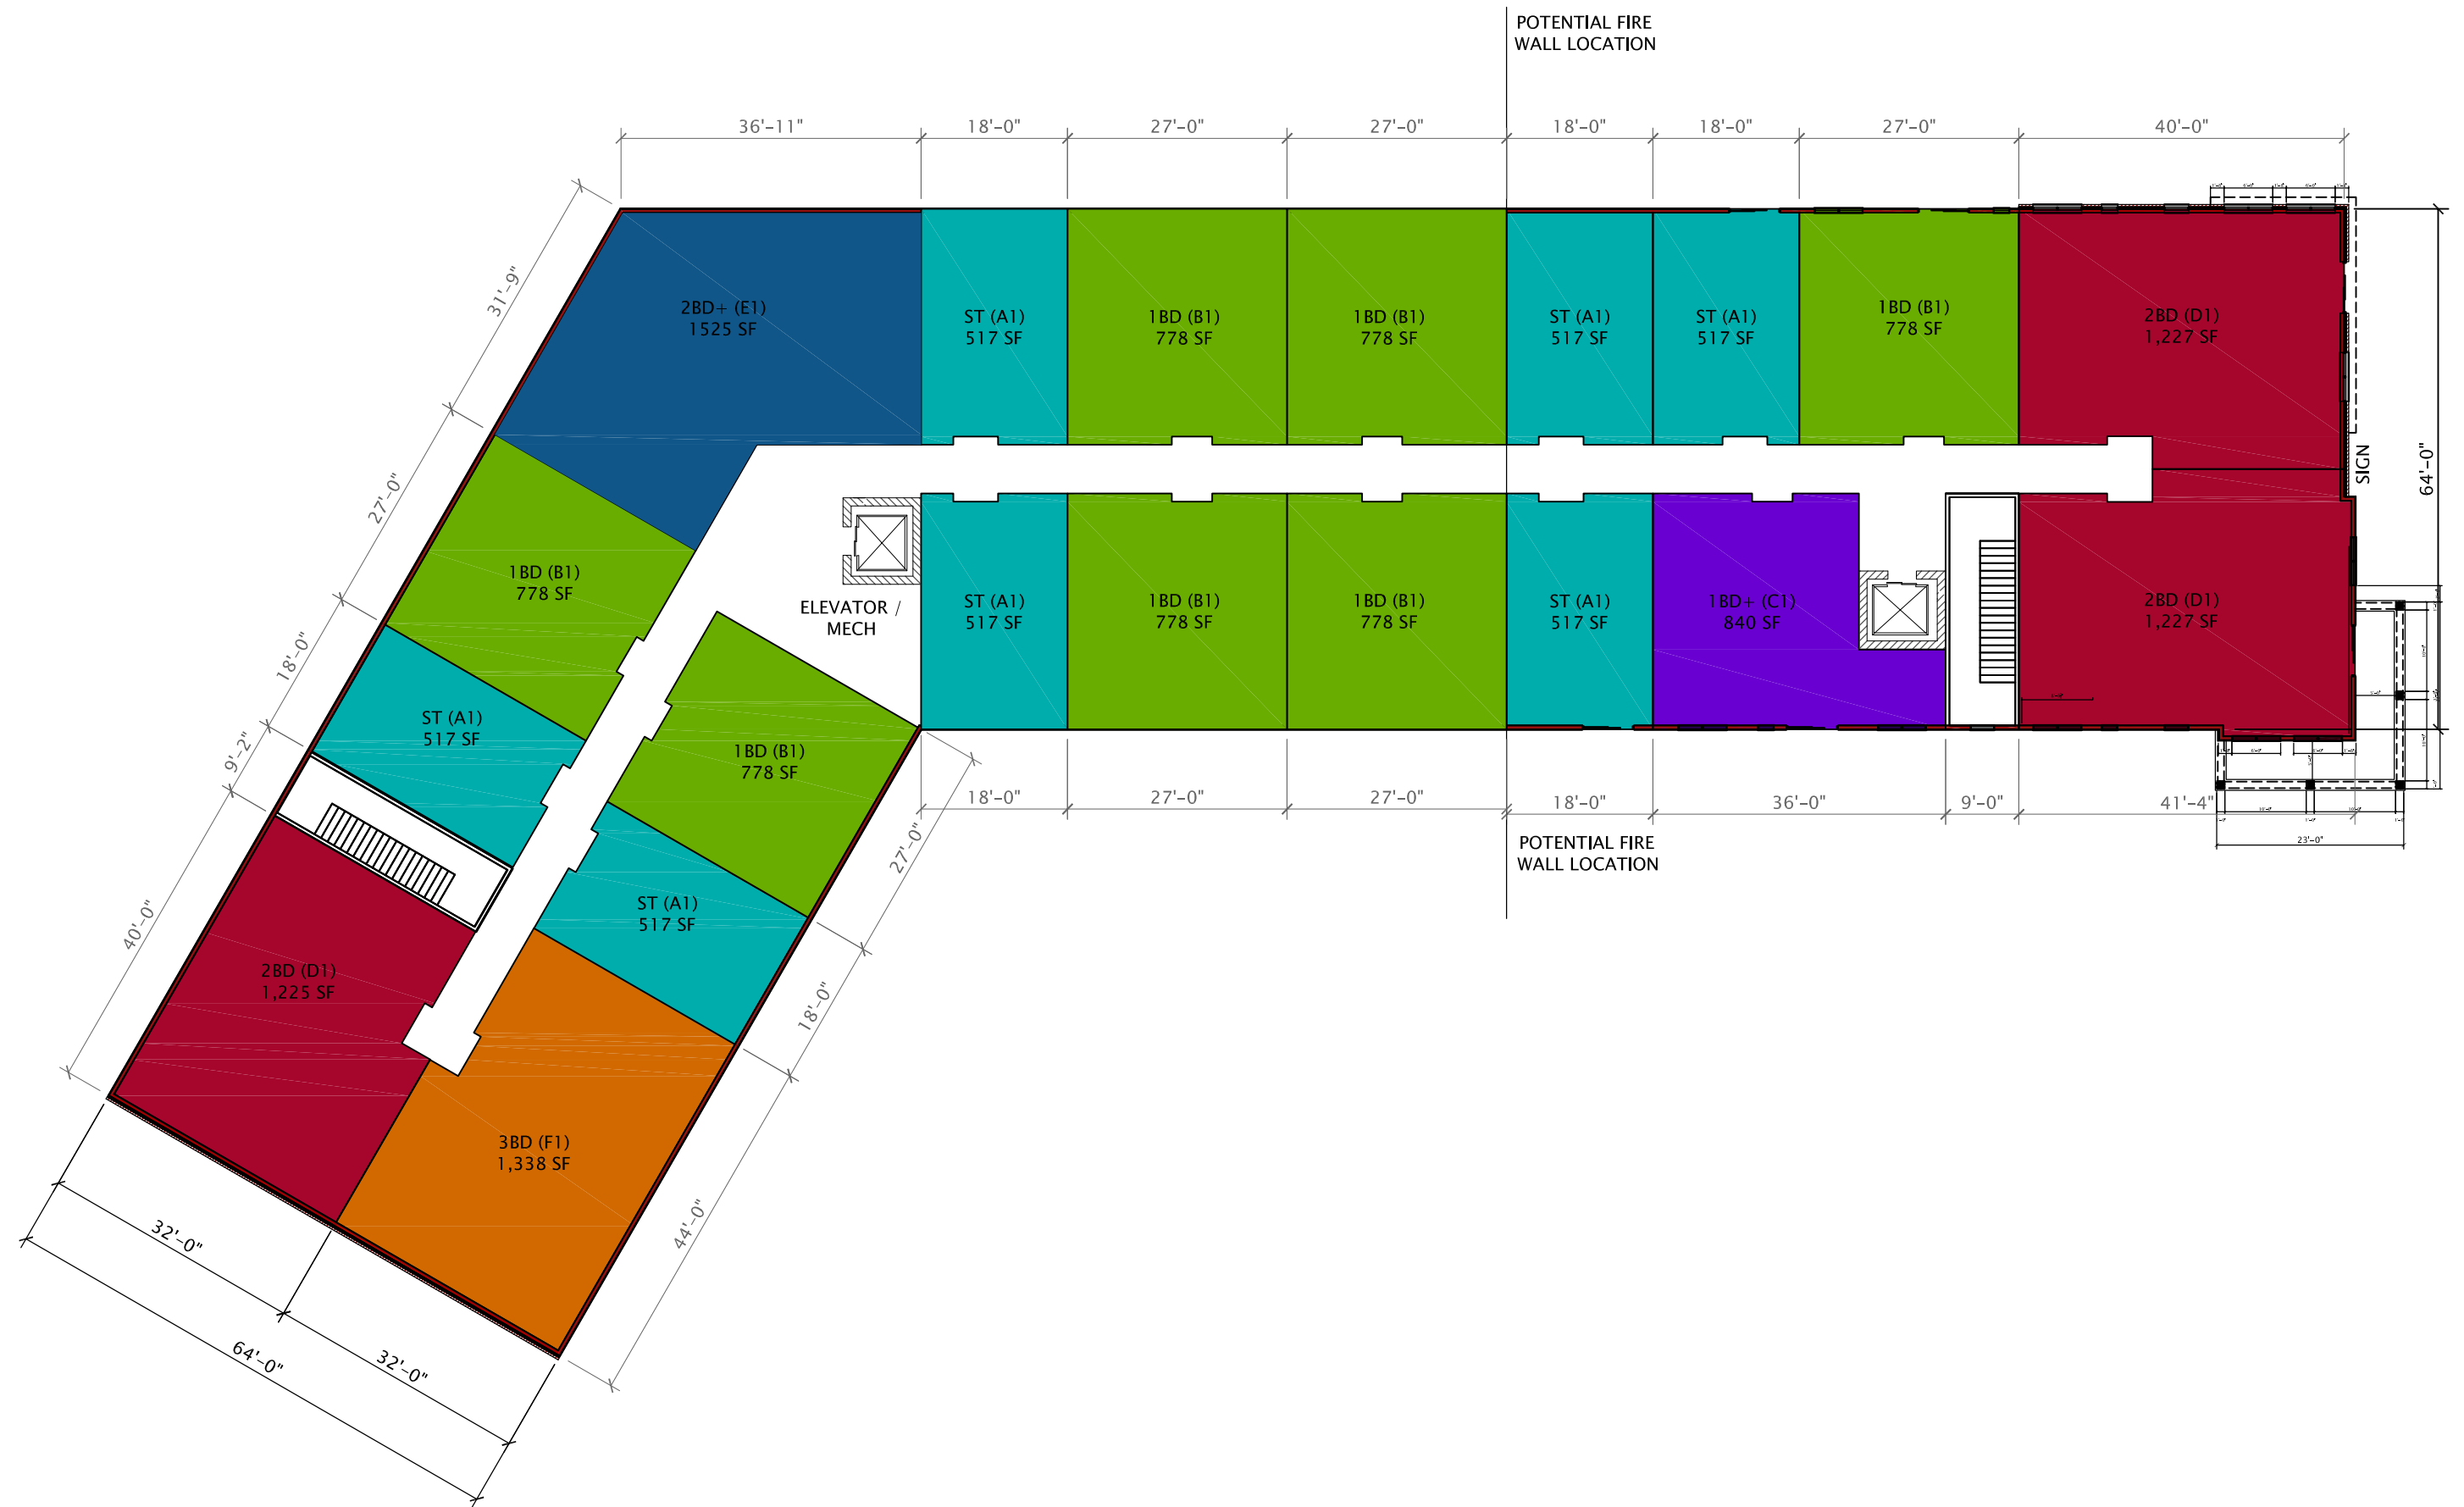 POTENTIAL FIRE
WALL LOCATION
36'-11"
18'-0"
27'-0"
27'-0"
18'-0"
18'-0"
27'-0"
40'-0"
31'-9"
2BD+ (E1)
1525 SF
ST (A1)
517 SF
1BD (B1)
778 SF
1BD (B1)
778 SF
ST (A1)
517 SF
ST (A1)
517 SF
1BD (B1)
778 SF
2BD (D1)
1,227 SF
SIGN
64'-0"
27'-0"
1BD (B1)
778 SF
ELEVATOR /
MECH
ST (A1)
517 SF
1BD (B1)
778 SF
1BD (B1)
778 SF
ST (A1)
517 SF
1BD+ (C1)
840 SF
2BD (D1)
1,227 SF
18'-0"
ST (A1)
517 SF
1BD (B1)
778 SF
9'-2"
18'-0"
27'-0"
27'-0"
18'-0"
36'-0"
9'-0"
41'-4"
23'-0"
POTENTIAL FIRE
WALL LOCATION
27'-0"
40'-0"
ST (A1)
517 SF
2BD (D1)
1,225 SF
18'-0"
3BD (F1)
1,338 SF
44'-0"
32'-0"
32'-0"
64'-0"